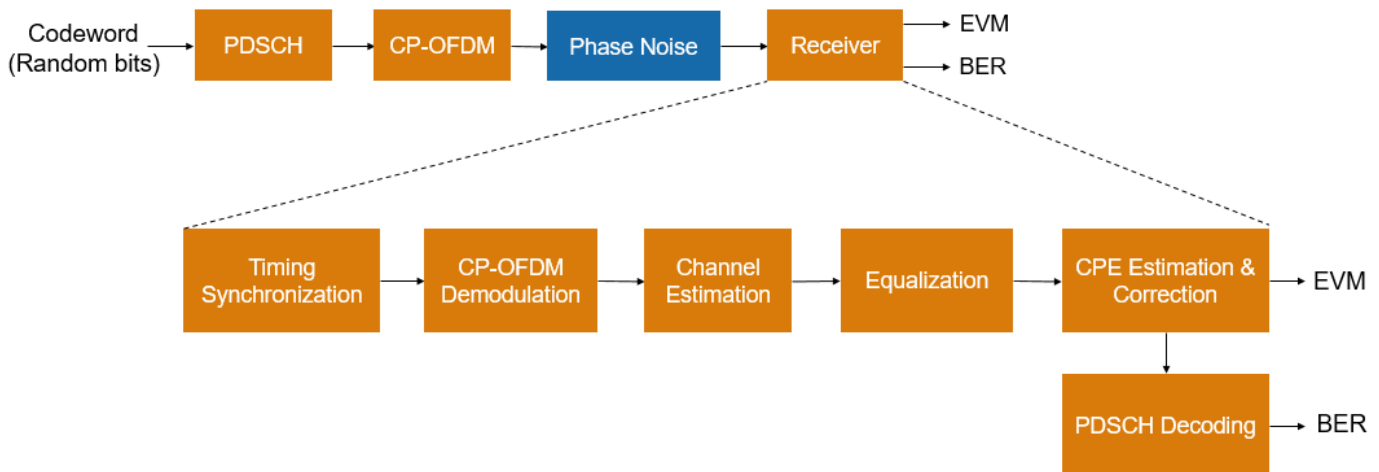 Codeword
(Random bits)
PDSCH
CP-OFDM
Phase Noise
Receiver
EVM
BER
Timing
Synchronization
CP-OFDM
Demodulation
Channel
Estimation
Equalization
CPE Estimation &
Correction
EVM
PDSCH Decoding
BER